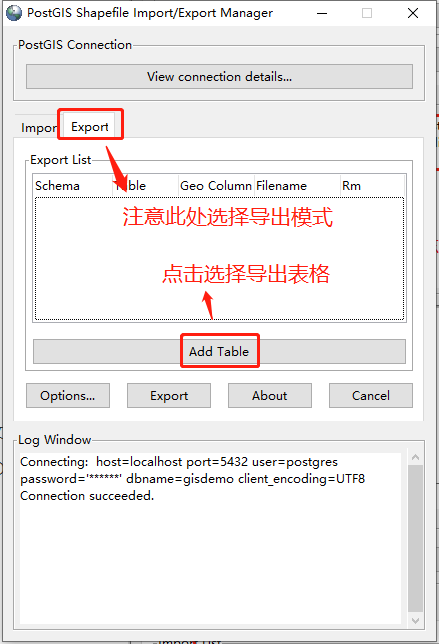 PostGIS Shapefile Import/Export Manager
PostGIS Connection
View connection details...
Impor Export
Export List
Schema Table Geo Column Filename Rm
注意此处选择导出模式
点击选择导出表格
Add Table
Options... Export About Cancel
Log Window
Connecting: host=localhost port=5432 user=postgres
password='******' dbname=gisdemo client_encoding=UTF8
Connection succeeded.
Import List